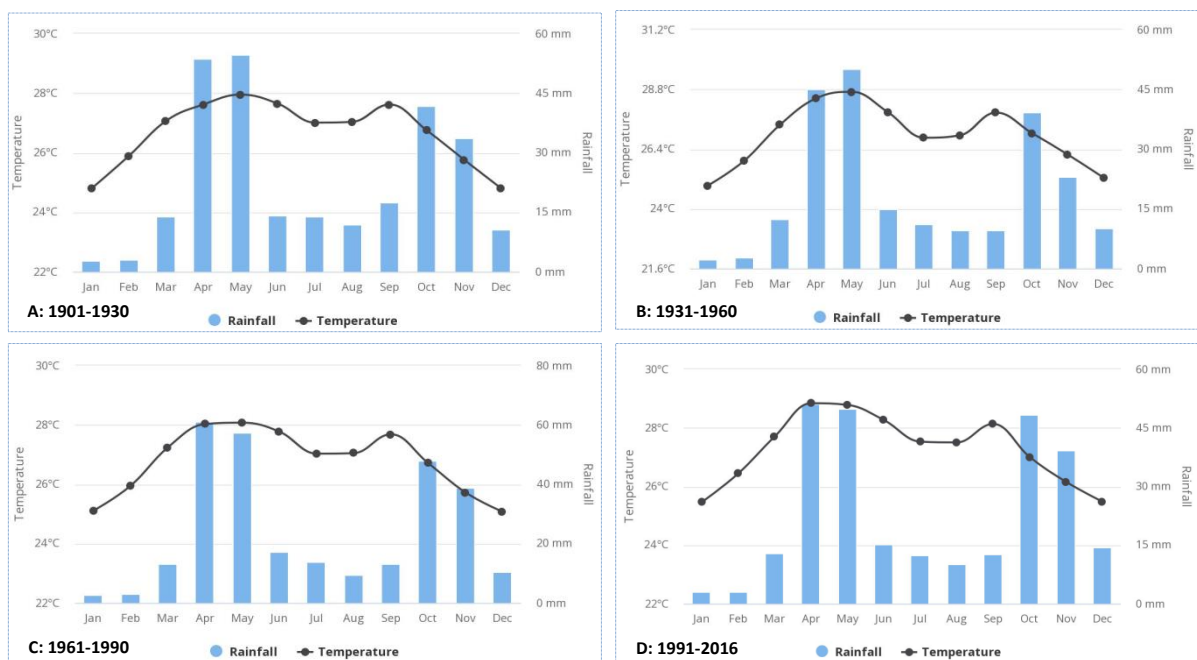 30°C
28°C
26°C
24°C
22°C
Temperature
60 mm
45 mm
30 mm
15 mm
0 mm
Rainfall
Jan Feb Mar Apr May Jun Jul Aug Sep Oct Nov Dec
A: 1901-1930
Rainfall Temperature
31.2°C
28.8°C
26.4°C
24°C
21.6°C
Temperature
60 mm
45 mm
30 mm
15 mm
0 mm
Rainfall
Jan Feb Mar Apr May Jun Jul Aug Sep Oct Nov Dec
B: 1931-1960
Rainfall Temperature
30°C
28°C
26°C
24°C
22°C
Temperature
80 mm
60 mm
40 mm
20 mm
0 mm
Rainfall
Jan Feb Mar Apr May Jun Jul Aug Sep Oct Nov Dec
C: 1961-1990
Rainfall Temperature
30°C
28°C
26°C
24°C
22°C
Temperature
60 mm
45 mm
30 mm
15 mm
0 mm
Rainfall
Jan Feb Mar Apr May Jun Jul Aug Sep Oct Nov Dec
D: 1991-2016
Rainfall Temperature